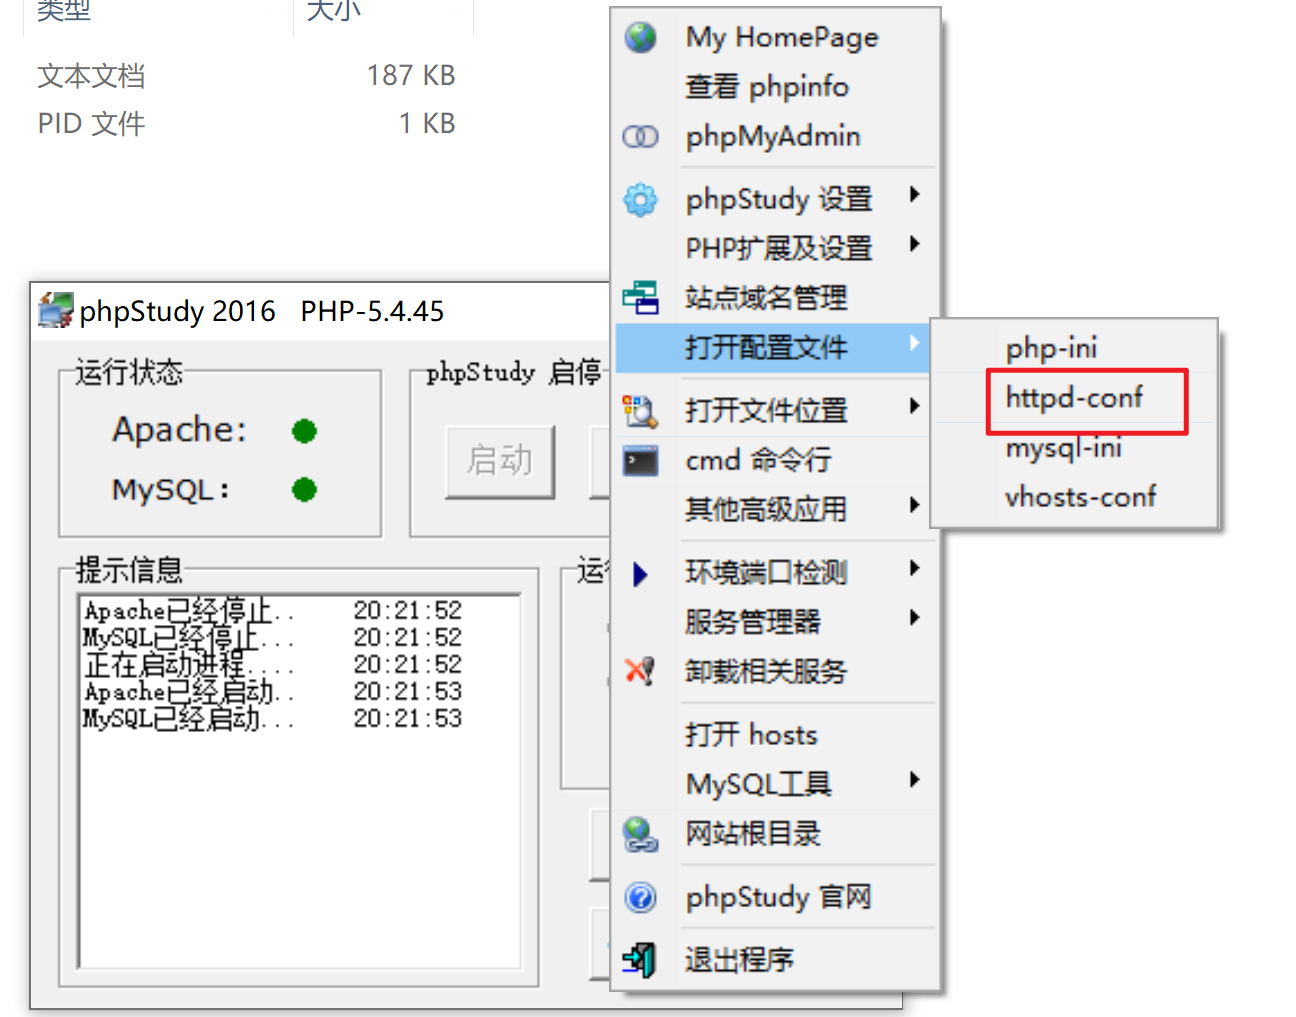 类型 大小
文本文档 187 KB
PID 文件 1 KB
My HomePage
查看 phpinfo
phpMyAdmin
phpStudy 设置
PHP扩展及设置
站点域名管理
打开配置文件
打开文件位置
cmd 命令行
其他高级应用
环境端口检测
服务管理器
卸载相关服务
打开 hosts
MySQL工具
网站根目录
phpStudy 官网
退出程序
php-ini
httpd-conf
mysql-ini
vhosts-conf
phpStudy 2016 PHP-5.4.45
运行状态
Apache:
MySQL:
phpStudy 启停
启动
提示信息
Apache已经停止.. 20:21:52
MySQL已经停止... 20:21:52
正在启动进程.... 20:21:52
Apache已经启动.. 20:21:53
MySQL已经启动... 20:21:53